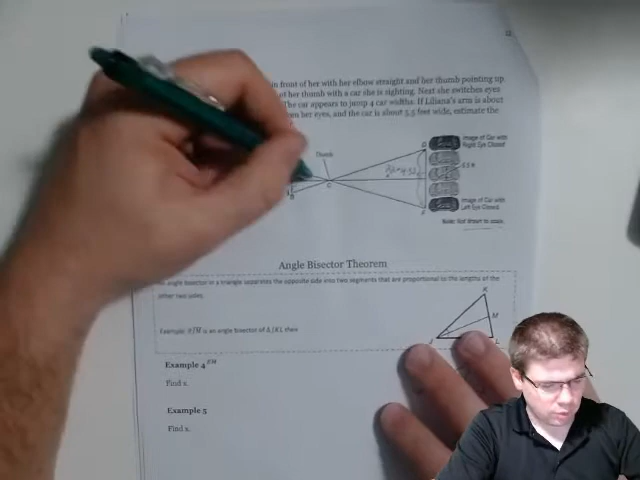 12
in front of her with her elbow straight and her thumb pointing up
of her thumb with a car she is sighting. Next she switches eyes
The car appears to jump 4 car widths. If Liliana's arm is about
her eyes, and the car is about 5.5 feet wide, estimate the
Thumb
Image of Car with
Right Eye Closed
C
Image of Car with
Left Eye Closed
Note: Not drawn to scale.
Angle Bisector Theorem
angle bisector in a triangle separates the opposite side into two segments that are proportional to the lengths of the
other two sides.
K
M
Example:
is an angle bisector of
then
Example 4
Find x.
Example 5
Find x.